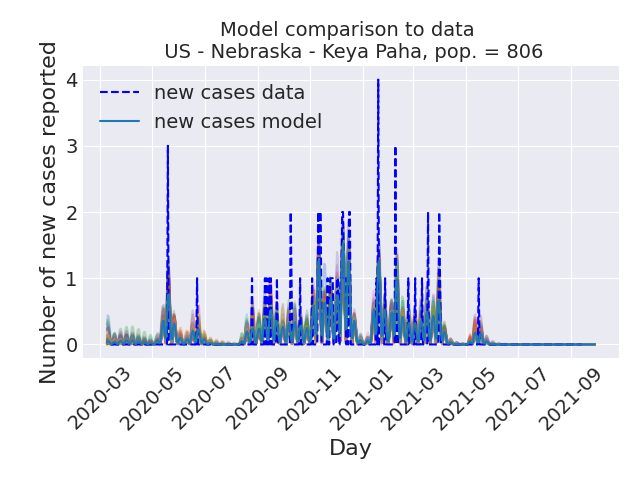 Model comparison to data
US - Nebraska - Keya Paha, pop. = 806
Number of new cases reported
4
3
2
1
0
new cases data
new cases model
2020-03
2020-05
2020-07
2020-09
2020-11
2021-01
2021-03
2021-05
2021-07
2021-09
Day